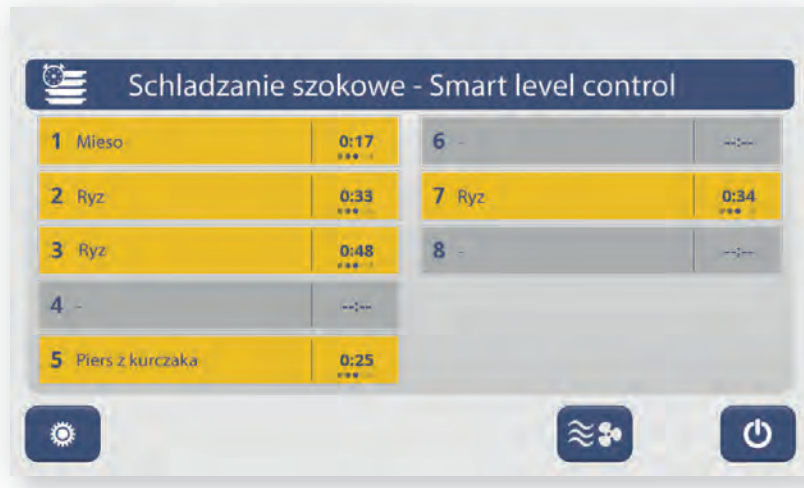 Schladzanie szokowe - Smart level control
1 Mieso 0:17
2 Ryz 0:33
3 Ryz 0:48
4 - --:--
5 Piers z kurczaka 0:25
6 - --:--
7 Ryz 0:34
8 - --:--